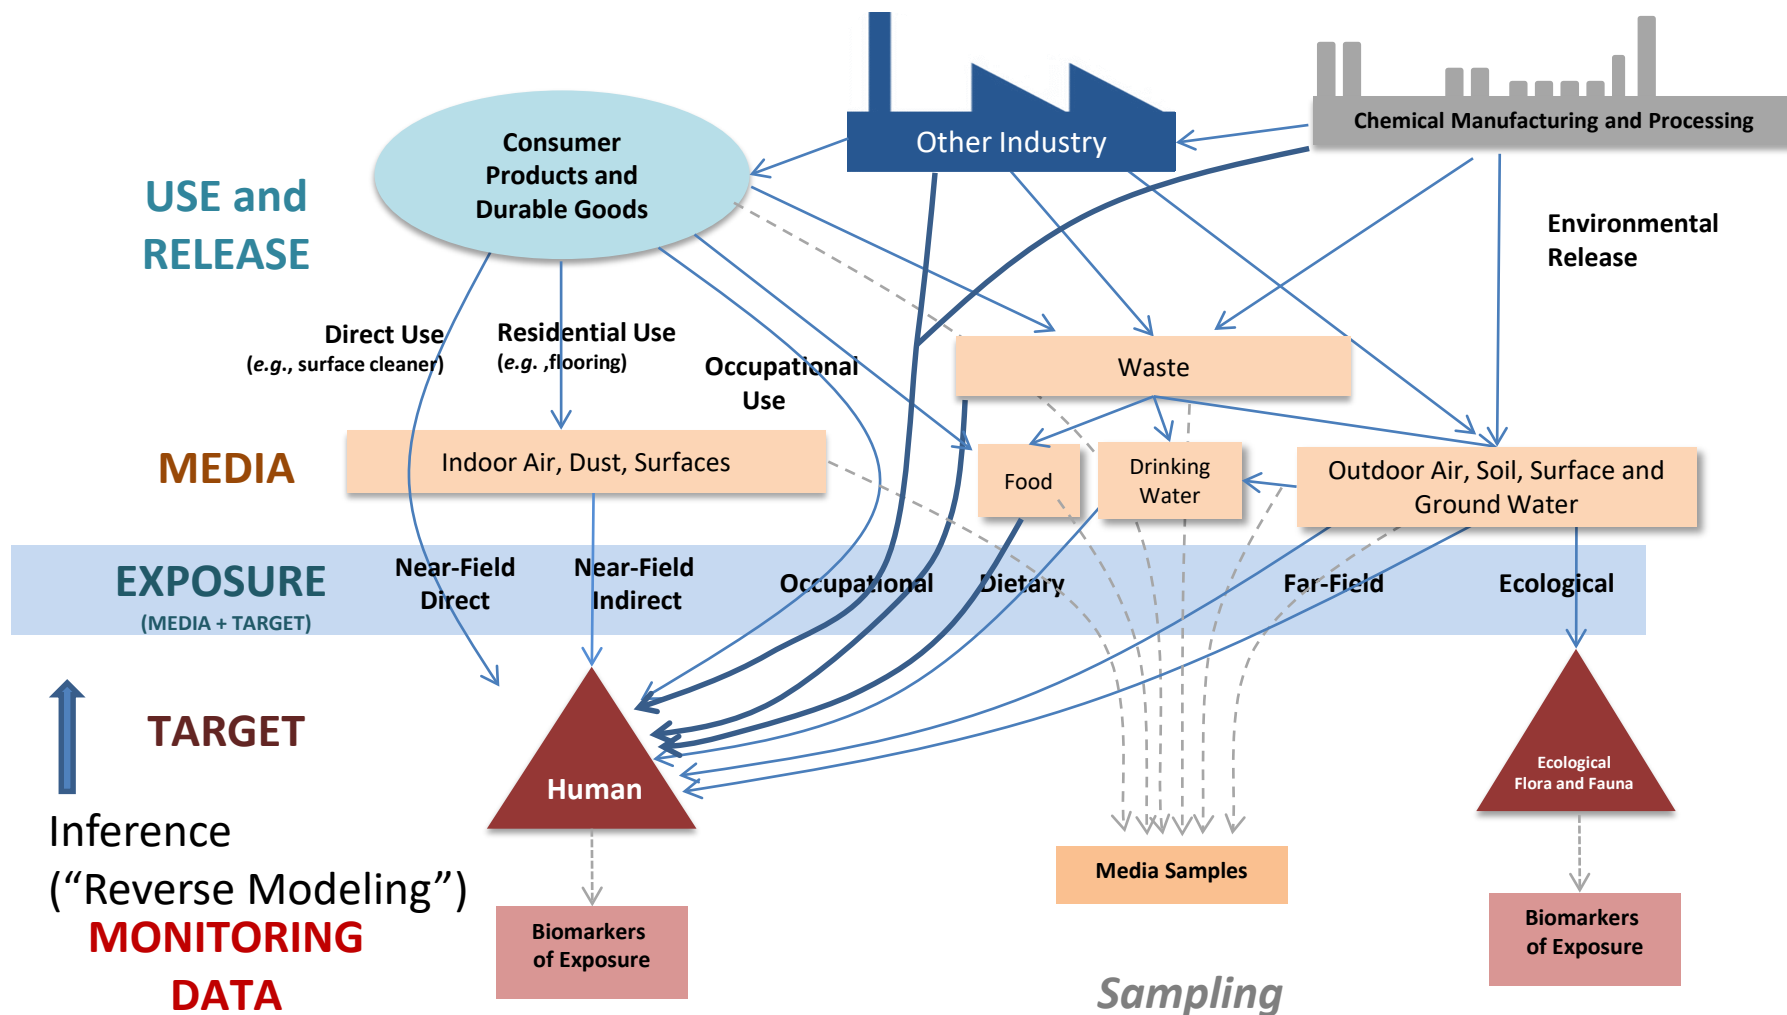 Other Industry
Chemical Manufacturing and Processing
Consumer
Products and
Durable Goods
USE and
RELEASE
Environmental
Release
Direct Use
(e.g., surface cleaner)
Residential Use
(e.g. ,flooring)
Occupational
Use
Waste
MEDIA
Indoor Air, Dust, Surfaces
Food
Drinking
Water
Outdoor Air, Soil, Surface and
Ground Water
EXPOSURE
(MEDIA + TARGET)
Near-Field
Direct
Near-Field
Indirect
Occupational
Dietary
Far-Field
Ecological
TARGET
Human
Ecological
Flora and Fauna
Inference
(“Reverse Modeling”)
MONITORING
DATA
Biomarkers
of Exposure
Media Samples
Biomarkers
of Exposure
Sampling